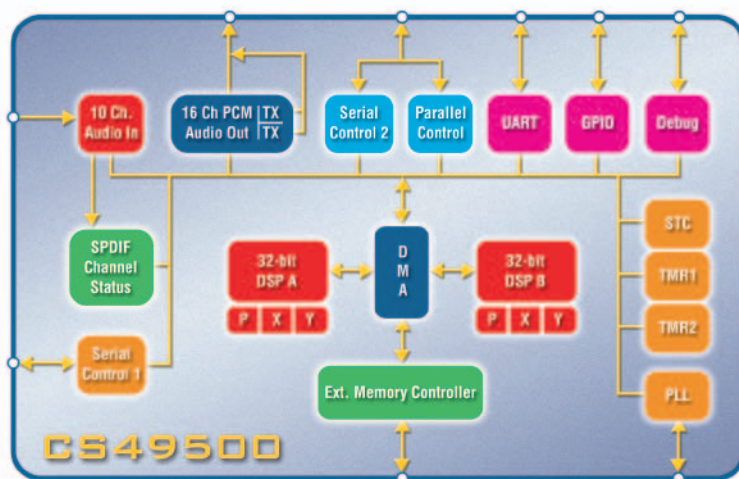 10 Ch.
Audio In
16 Ch PCM TX
Audio Out TX
Serial
Control 2
Parallel
Control
UART
GPIO
Debug
SPDIF
Channel
Status
32-bit
DSP A
P X Y
D
M
A
32-bit
DSP B
P X Y
STC
TMR1
TMR2
Serial
Control 1
Ext. Memory Controller
PLL
CS49500